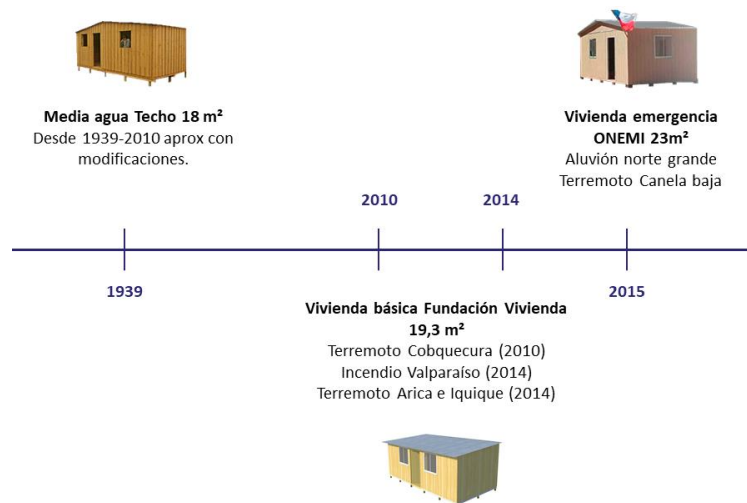 Media agua Techo 18 m²
Desde 1939-2010 aprox con
modificaciones.
Vivienda emergencia
ONEMI 23m²
Aluvión norte grande
Terremoto Canela baja
2010
2014
1939
2015
Vivienda básica Fundación Vivienda
19,3 m²
Terremoto Cobquecura (2010)
Incendio Valparaíso (2014)
Terremoto Arica e Iquique (2014)